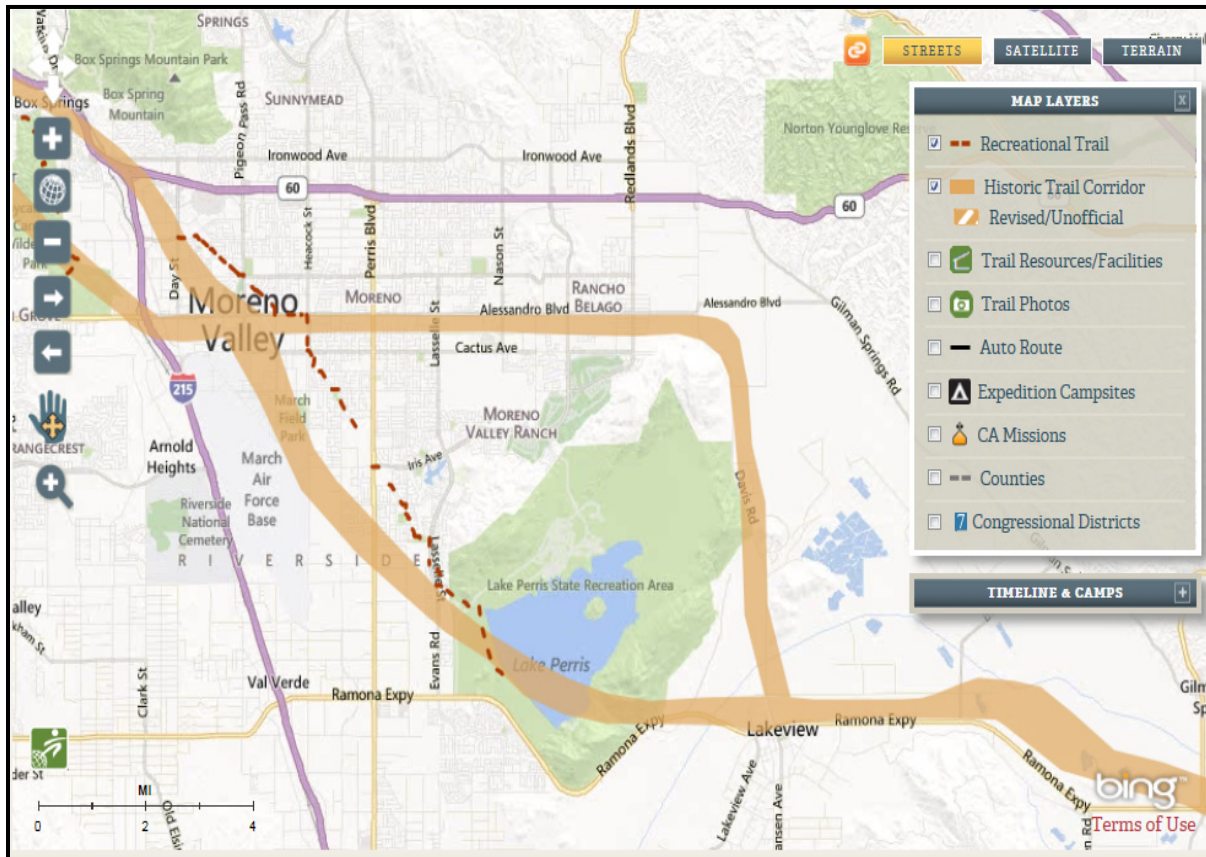 SPRINGS
Box Springs Mountain Park
Box Spring
Mountain
Box Springs
Pigeon Pass Rd
SUNNYMEAD
Ironwood Ave
Ironwood Ave
Redlands Blvd
Norton Younglove
60
60
STREETS
SATELLITE
TERRAIN
MAP LAYERS
X
Recreational Trail
Historic Trail Corridor
Revised/Unofficial
Trail Resources/Facilities
Trail Photos
Auto Route
Expedition Campsites
CA Missions
Counties
7 Congressional Districts
TIMELINE & CAMPS
+
Day St
Heacock St
Perris Blvd
Nason St
Lasselle St
Moreno
Valley
MORENO
RANCHO
BELAGO
Alessandro Blvd
Alessandro Blvd
Gilman Springs Rd
Cactus Ave
215
March
Field
Park
MORENO
VALLEY RANCH
Iris Ave
Arnold
Heights
March
Air
Force
Base
Riverside
National
Cemetery
RIVERSIDE
Davis Rd
Lake Perris State Recreation Area
Lake Perris
Evans Rd
Clark St
Val Verde
Ramona Expy
Ramona Expy
Lakeview
Ramona Expy
Ramona Expy
Lakeview Ave
MI
0 2 4
bing™
Terms of Use